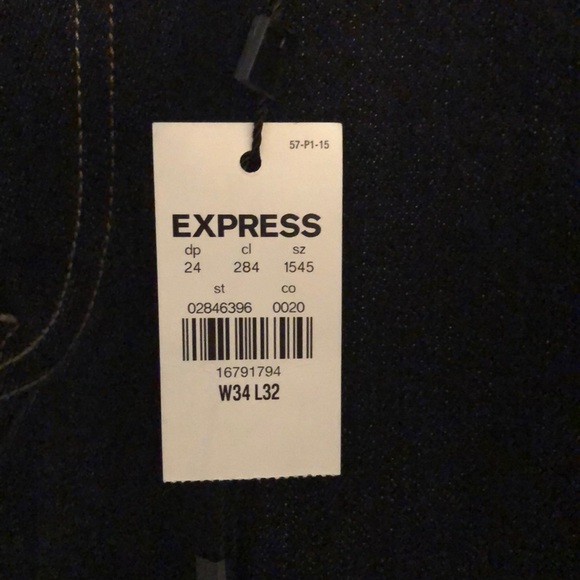 57-P1-15
EXPRESS
dp cl sz
24 284 1545
st co
02846396 0020
16791794
W34 L32